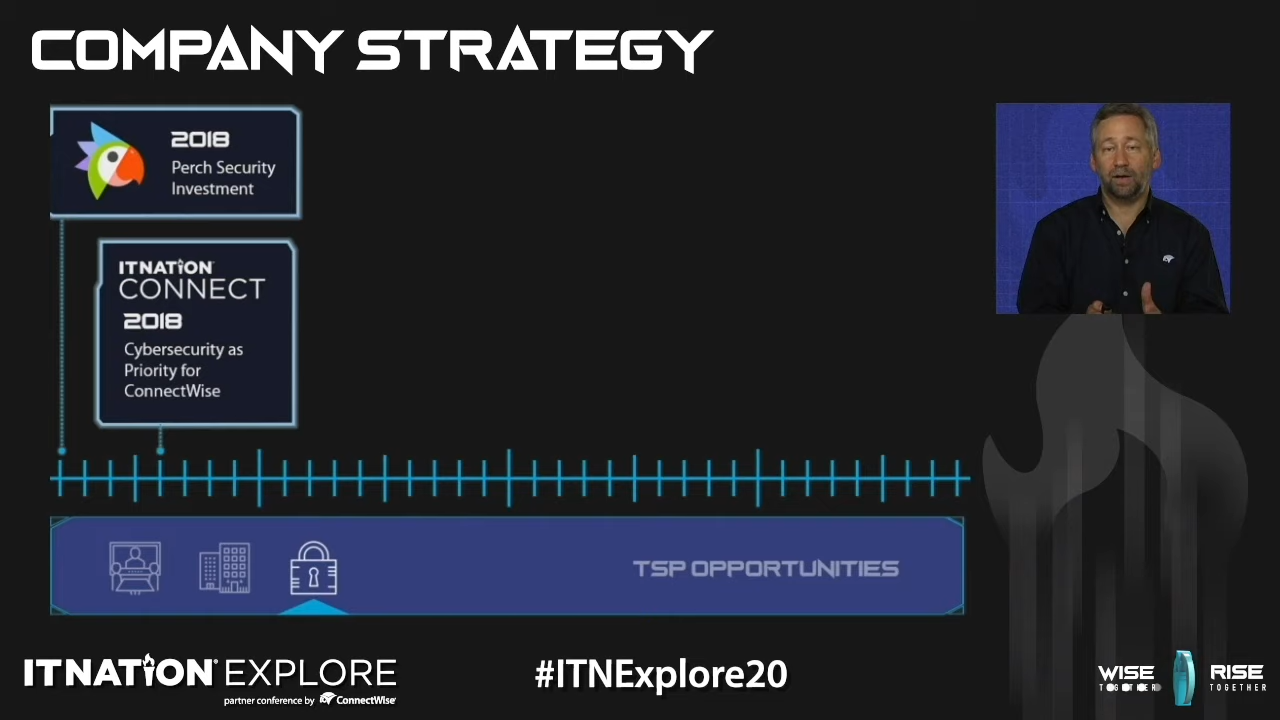 COMPANY STRATEGY
2018
Perch Security
Investment
ITNATION
CONNECT
2018
Cybersecurity as
Priority for
ConnectWise
TSP OPPORTUNITIES
ITNATION EXPLORE
partner conference by ConnectWise
#ITNExplore20
WISE
TOGETHER
RISE
TOGETHER